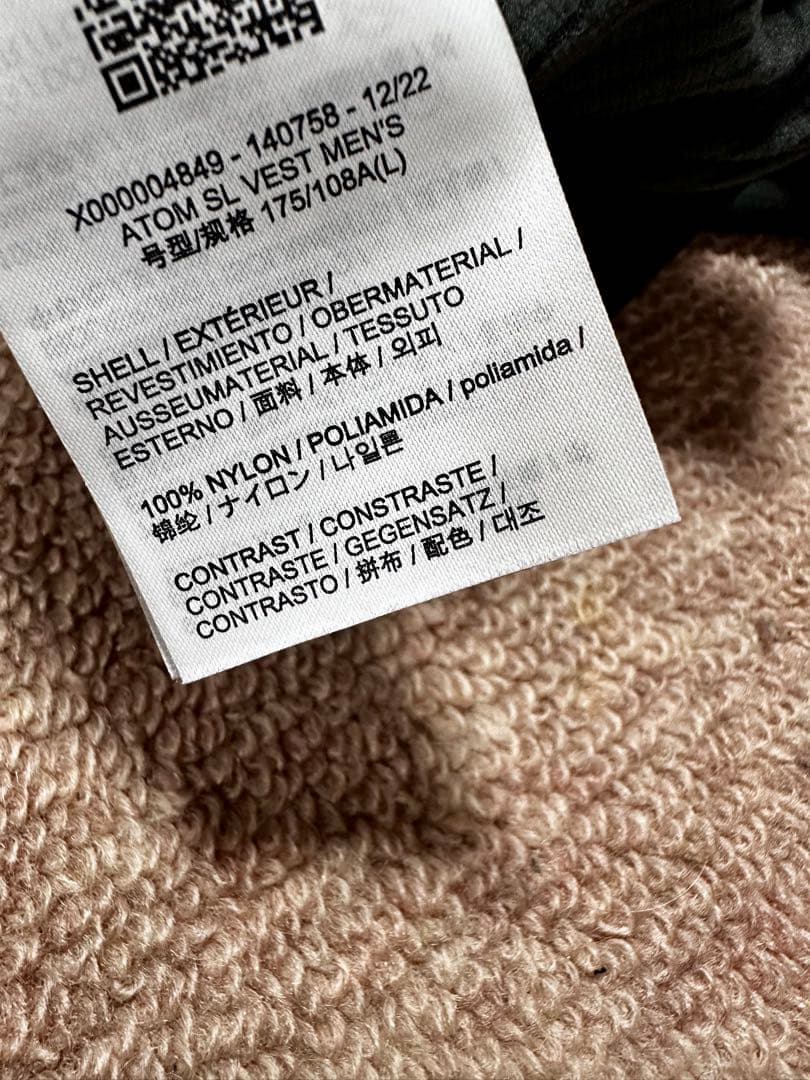 X000004849 - 140758 - 12/22
ATOM SL VEST MEN'S
号型/规格 175/108A(L)
SHELL / EXTÉRIEUR /
REVESTIMIENTO / OBERMATERIAL /
AUSSEUMATERIAL / TESSUTO
ESTERNO / 面料 / 本体 / 외피
100% NYLON / POLIAMIDA / poliamida /
锦纶 / ナイロン / 나일론
CONTRAST / CONSTRASTE /
CONTRASTE / GEGENSATZ /
CONTRASTO / 拼布 / 配色 / 대조